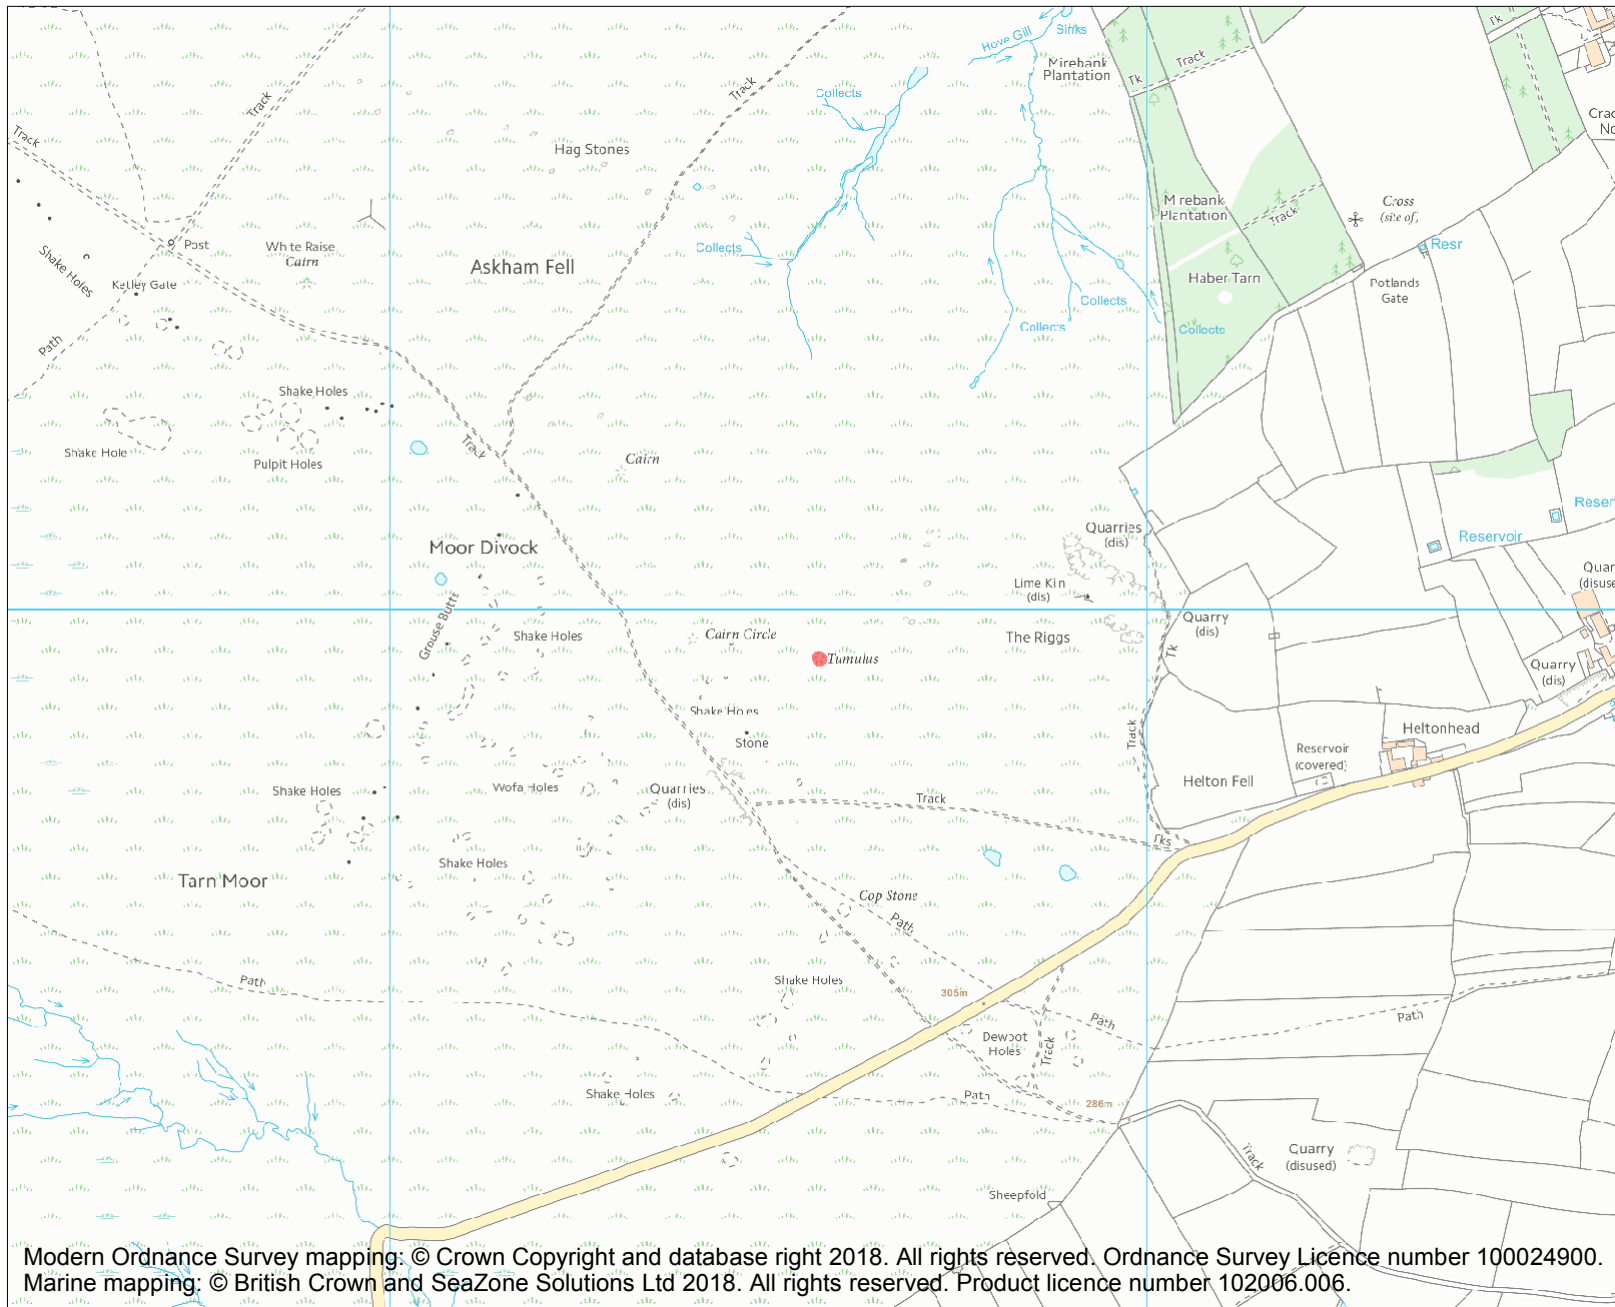 Tk
Hove Gill
Sinks
Mirebank
Plantation
Track
Tk
Track
Track
Collects
Track
Hag Stones
Mirebank
Plantation
Track
Cross
(site of)
Resr
Post
White Raise
Cairn
Collects
Askham Fell
Shake Holes
Ketley Gate
Haber Tarn
Potlands
Gate
Collects
Collects
Collects
Path
Shake Holes
Track
Shake Hole
Pulpit Holes
Cairn
Quarries
(dis)
Reservoir
Moor Divock
Lime Kiln
(dis)
Grouse Butts
Shake Holes
Cairn Circle
The Riggs
Quarry
(dis)
Tk
Tumulus
Quarry
(dis)
Shake Holes
Stone
Track
Heltonhead
Reservoir
(covered)
Helton Fell
Shake Holes
Wofa Holes
Quarries
(dis)
Track
Tks
Shake Holes
Tarn Moor
Cop Stone
Path
Path
Shake Holes
305m
Path
Path
Dewpot
Holes
Track
Shake Holes
Path
286m
Track
Quarry
(disused)
Sheepfold
Modern Ordnance Survey mapping: © Crown Copyright and database right 2018. All rights reserved. Ordnance Survey Licence number 100024900.
Marine mapping: © British Crown and SeaZone Solutions Ltd 2018. All rights reserved. Product licence number 102006.006.